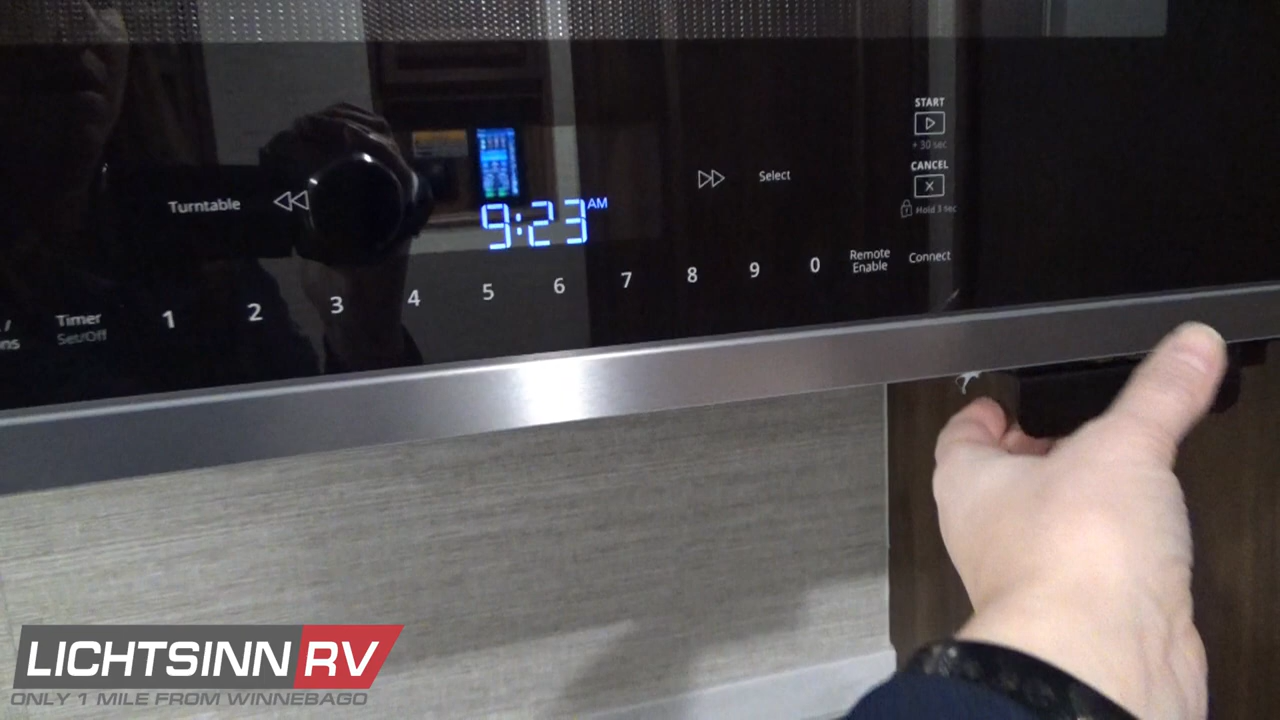 START
+ 30 sec
CANCEL
Hold 3 sec
Turntable
Select
9:23 AM
Remote
Enable
Connect
/
ns
Timer
Set/Off
1 2 3 4 5 6 7 8 9 0
LICHTSINN RV
ONLY 1 MILE FROM WINNEBAGO